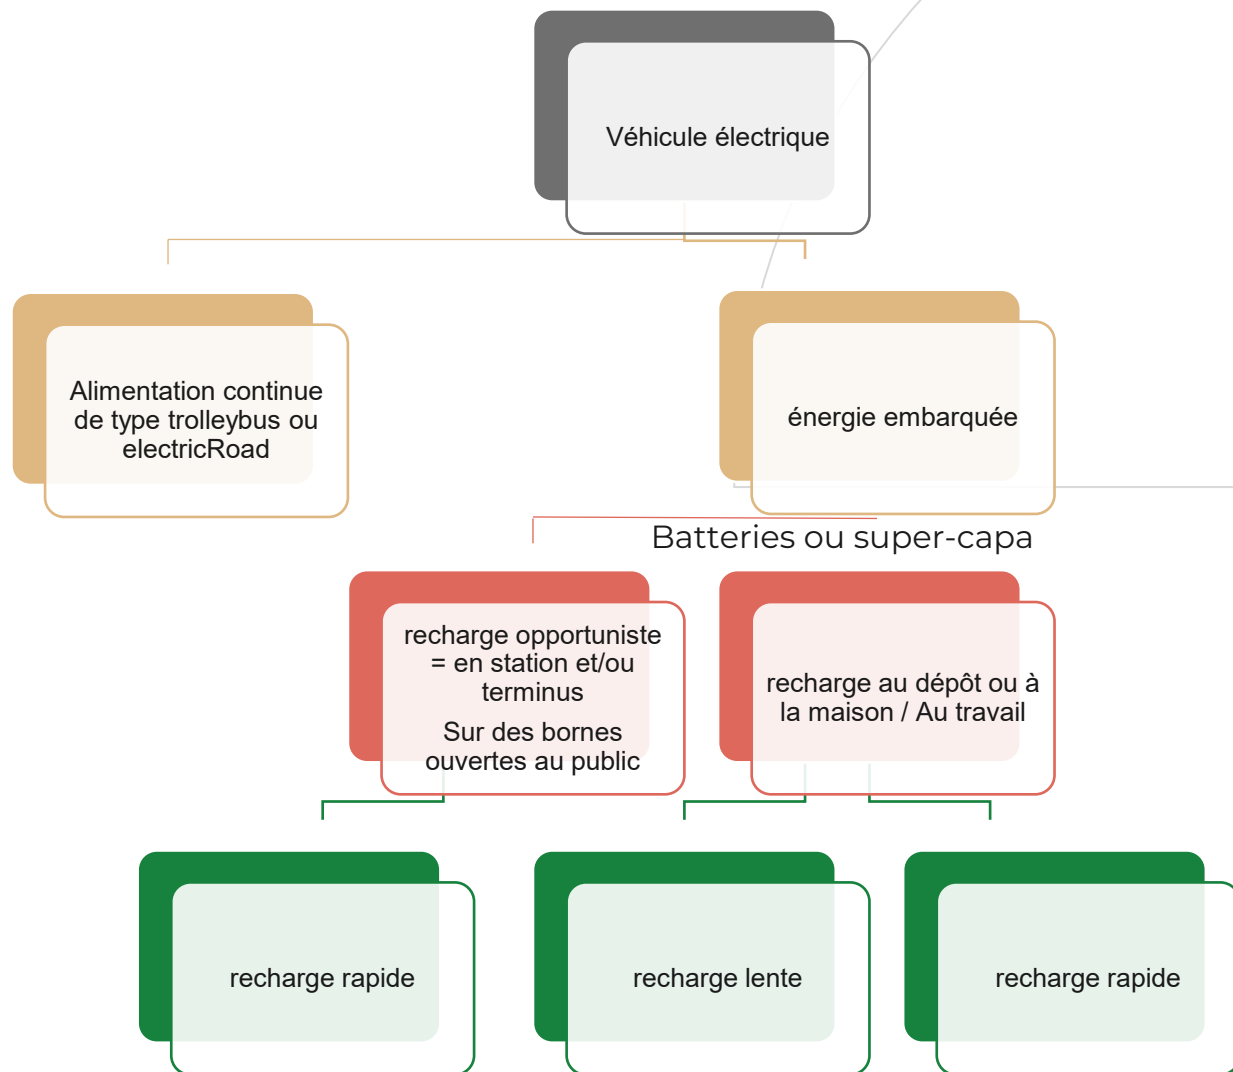 Véhicule électrique
Alimentation continue
de type trolleybus ou
electricRoad
énergie embarquée
Batteries ou super-capa
recharge opportuniste
= en station et/ou
terminus
Sur des bornes
ouvertes au public
recharge au dépôt ou à
la maison / Au travail
recharge rapide
recharge lente
recharge rapide